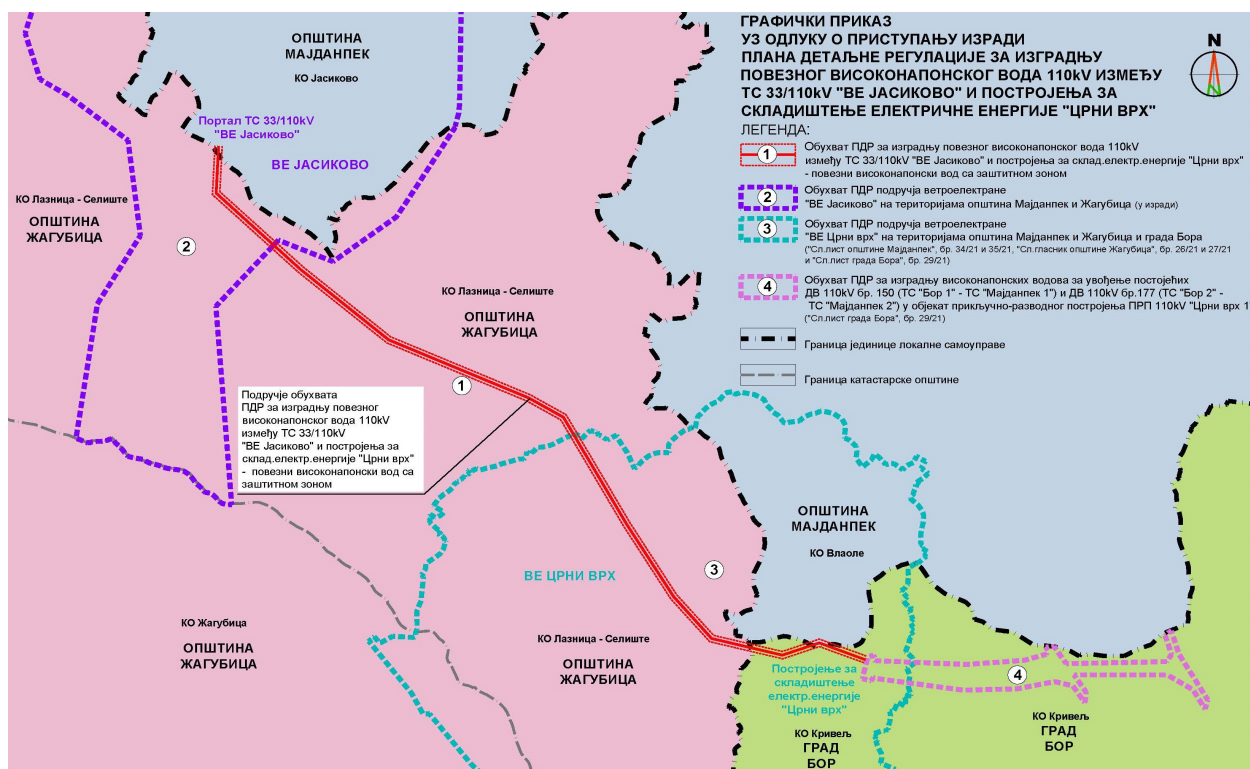 ГРАФИЧКИ ПРИКАЗ
УЗ ОДЛУКУ О ПРИСТУПАЊУ ИЗРАДИ
ПЛАНА ДЕТАЉНЕ РЕГУЛАЦИЈЕ ЗА ИЗГРАДЊУ
ПОВЕЗНОГ ВИСОКОНАПОНСКОГ ВОДА 110kV ИЗМЕЂУ
ТС 33/110kV "ВЕ ЈАСИКОВО" И ПОСТРОЈЕЊА ЗА
СКЛАДИШТЕЊЕ ЕЛЕКТРИЧНЕ ЕНЕРГИЈЕ "ЦРНИ ВРХ"
N
ЛЕГЕНДА:
1
Обухват ПДР за изградњу повезног високонапонског вода 110kV
између ТС 33/110kV "ВЕ Јасиково" и постројења за склад.електр.енергије "Црни врх"
- повезни високонапонски вод са заштитном зоном
2
Обухват ПДР подручја ветроелектране
"ВЕ Јасиково" на територијама општина Мајданпек и Жагубица (у изради)
3
Обухват ПДР подручја ветроелектране
"ВЕ Црни врх" на територијама општина Мајданпек и Жагубица и града Бора
("Сл.лист општине Мајданпек", бр. 34/21 и 35/21, "Сл.гласник општине Жагубица", бр. 26/21 и 27/21
и "Сл.лист града Бора", бр. 29/21)
4
Обухват ПДР за изградњу високонапонских водова за увођење постојећих
ДВ 110kV бр. 150 (ТС "Бор 1" - ТС "Мајданпек 1") и ДВ 110kV бр.177 (ТС "Бор 2" -
ТС "Мајданпек 2") у објекат прикључно-разводног постројења ПРП 110kV "Црни врх 1"
("Сл.лист града Бора", бр. 29/21)
Граница јединице локалне самоуправе
Граница катастарске општине
ОПШТИНА
МАЈДАНПЕК
КО Јасиково
Портал ТС 33/110kV
"ВЕ Јасиково"
ВЕ ЈАСИКОВО
КО Лазница - Селиште
ОПШТИНА
ЖАГУБИЦА
2
КО Лазница - Селиште
ОПШТИНА
ЖАГУБИЦА
1
Подручје обухвата
ПДР за изградњу повезног
високонапонског вода 110kV
између ТС 33/110kV
"ВЕ Јасиково" и постројења за
склад.електр.енергије "Црни врх"
- повезни високонапонски вод са
заштитном зоном
ОПШТИНА
МАЈДАНПЕК
КО Влаоле
3
ВЕ ЦРНИ ВРХ
КО Жагубица
ОПШТИНА
ЖАГУБИЦА
КО Лазница - Селиште
ОПШТИНА
ЖАГУБИЦА
Постројење за
складиштење
електр.енергије
"Црни врх"
4
КО Кривељ
ГРАД
БОР
КО Кривељ
ГРАД
БОР